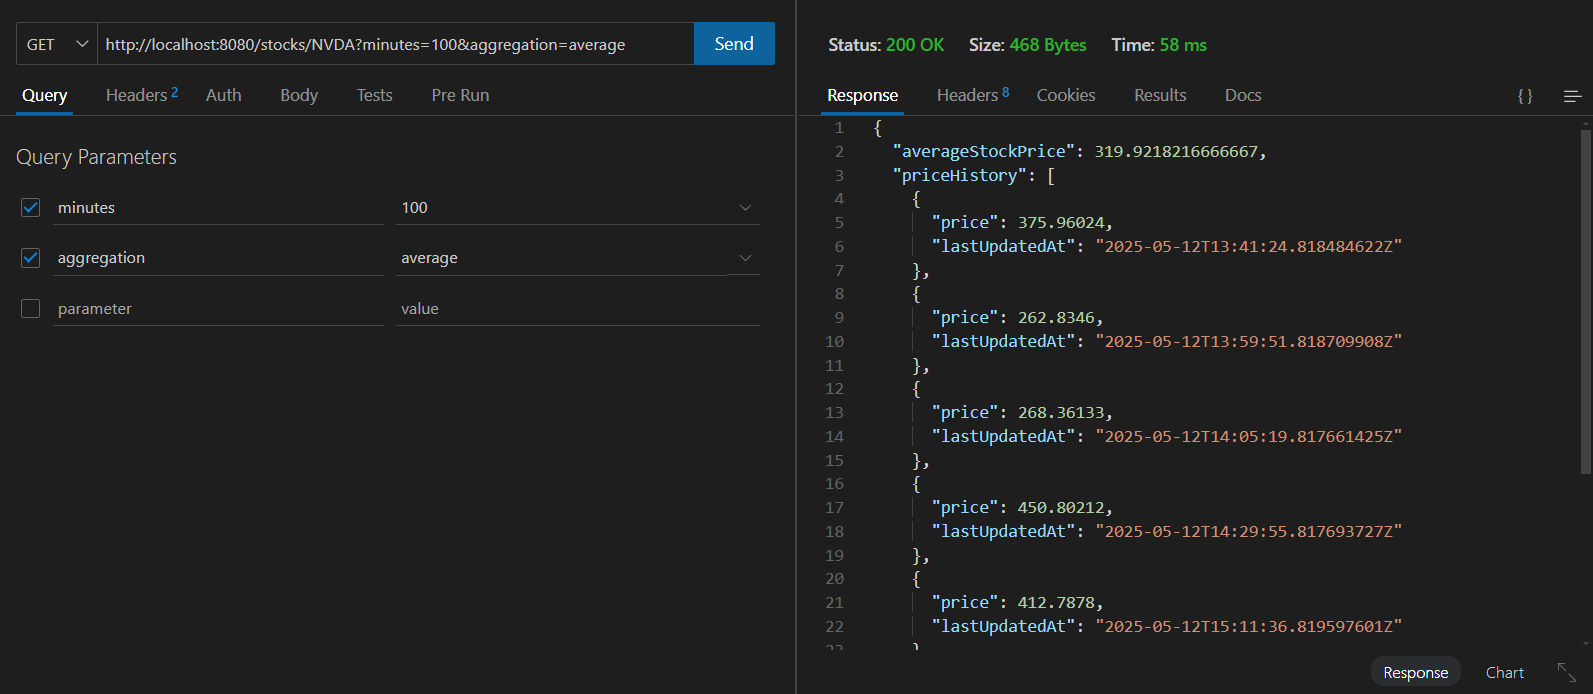 GET http://localhost:8080/stocks/NVDA?minutes=100&aggregation=average Send
Query Headers 2 Auth Body Tests Pre Run
Query Parameters
minutes 100
aggregation average
parameter value
Status: 200 OK Size: 468 Bytes Time: 58 ms
Response Headers 8 Cookies Results Docs {}
1 {
2 "averageStockPrice": 319.9218216666667,
3 "priceHistory": [
4 {
5 "price": 375.96024,
6 "lastUpdatedAt": "2025-05-12T13:41:24.818484622Z"
7 },
8 {
9 "price": 262.8346,
10 "lastUpdatedAt": "2025-05-12T13:59:51.818709908Z"
11 },
12 {
13 "price": 268.36133,
14 "lastUpdatedAt": "2025-05-12T14:05:19.817661425Z"
15 },
16 {
17 "price": 450.80212,
18 "lastUpdatedAt": "2025-05-12T14:29:55.817693727Z"
19 },
20 {
21 "price": 412.7878,
22 "lastUpdatedAt": "2025-05-12T15:11:36.819597601Z"
Response Chart